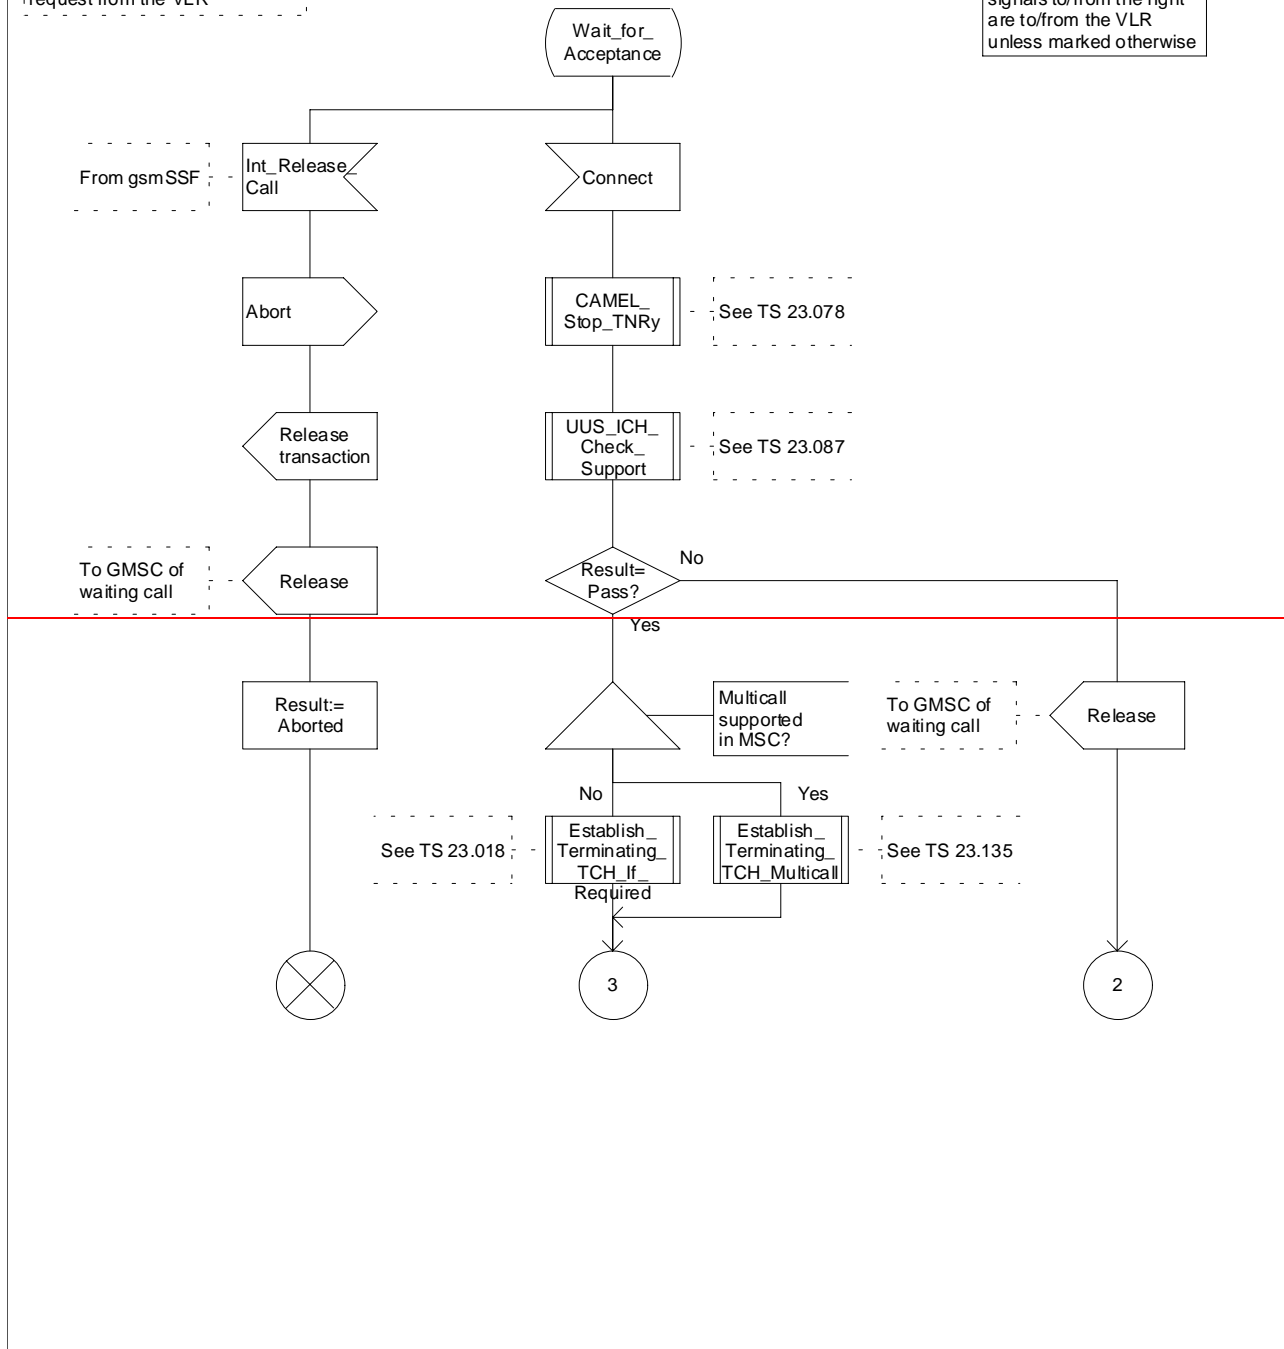 request from the VLR
signals to/from the right
are to/from the VLR
unless marked otherwise
Wait_for_
Acceptance
From gsmSSF
Int_Release_
Call
Connect
Abort
CAMEL_
Stop_TNRy
See TS 23.078
Release
transaction
UUS_ICH_
Check_
Support
See TS 23.087
To GMSC of
waiting call
Release
Result=
Pass?
No
Yes
Result:=
Aborted
Multicall
supported
in MSC?
To GMSC of
waiting call
Release
No
Yes
See TS 23.018
Establish_
Terminating_
TCH_If_
Required
Establish_
Terminating_
TCH_Multicall
See TS 23.135
3
2